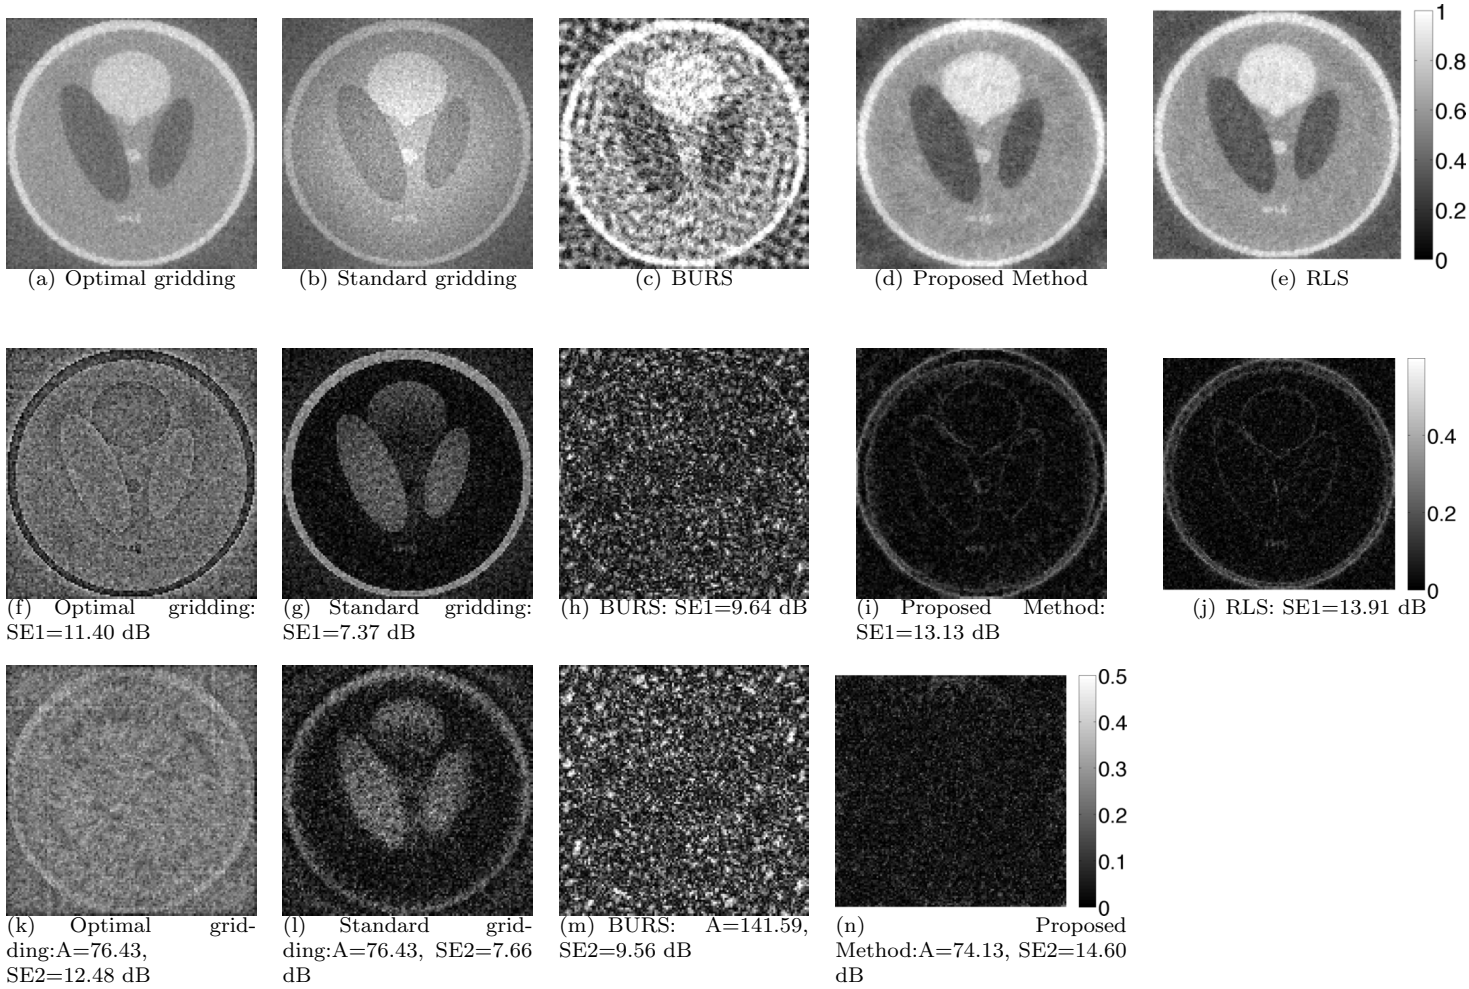 1
0.8
0.6
0.4
0.2
0
(a) Optimal gridding
(b) Standard gridding
(c) BURS
(d) Proposed Method
(e) RLS
0.4
0.2
0
(f) Optimal gridding:
SE1=11.40 dB
(g) Standard gridding:
SE1=7.37 dB
(h) BURS: SE1=9.64 dB
(i) Proposed Method:
SE1=13.13 dB
(j) RLS: SE1=13.91 dB
0.5
0.4
0.3
0.2
0.1
0
(k) Optimal grid-
ding:A=76.43,
SE2=12.48 dB
(l) Standard grid-
ding:A=76.43, SE2=7.66
dB
(m) BURS: A=141.59,
SE2=9.56 dB
(n) Proposed
Method:A=74.13, SE2=14.60
dB